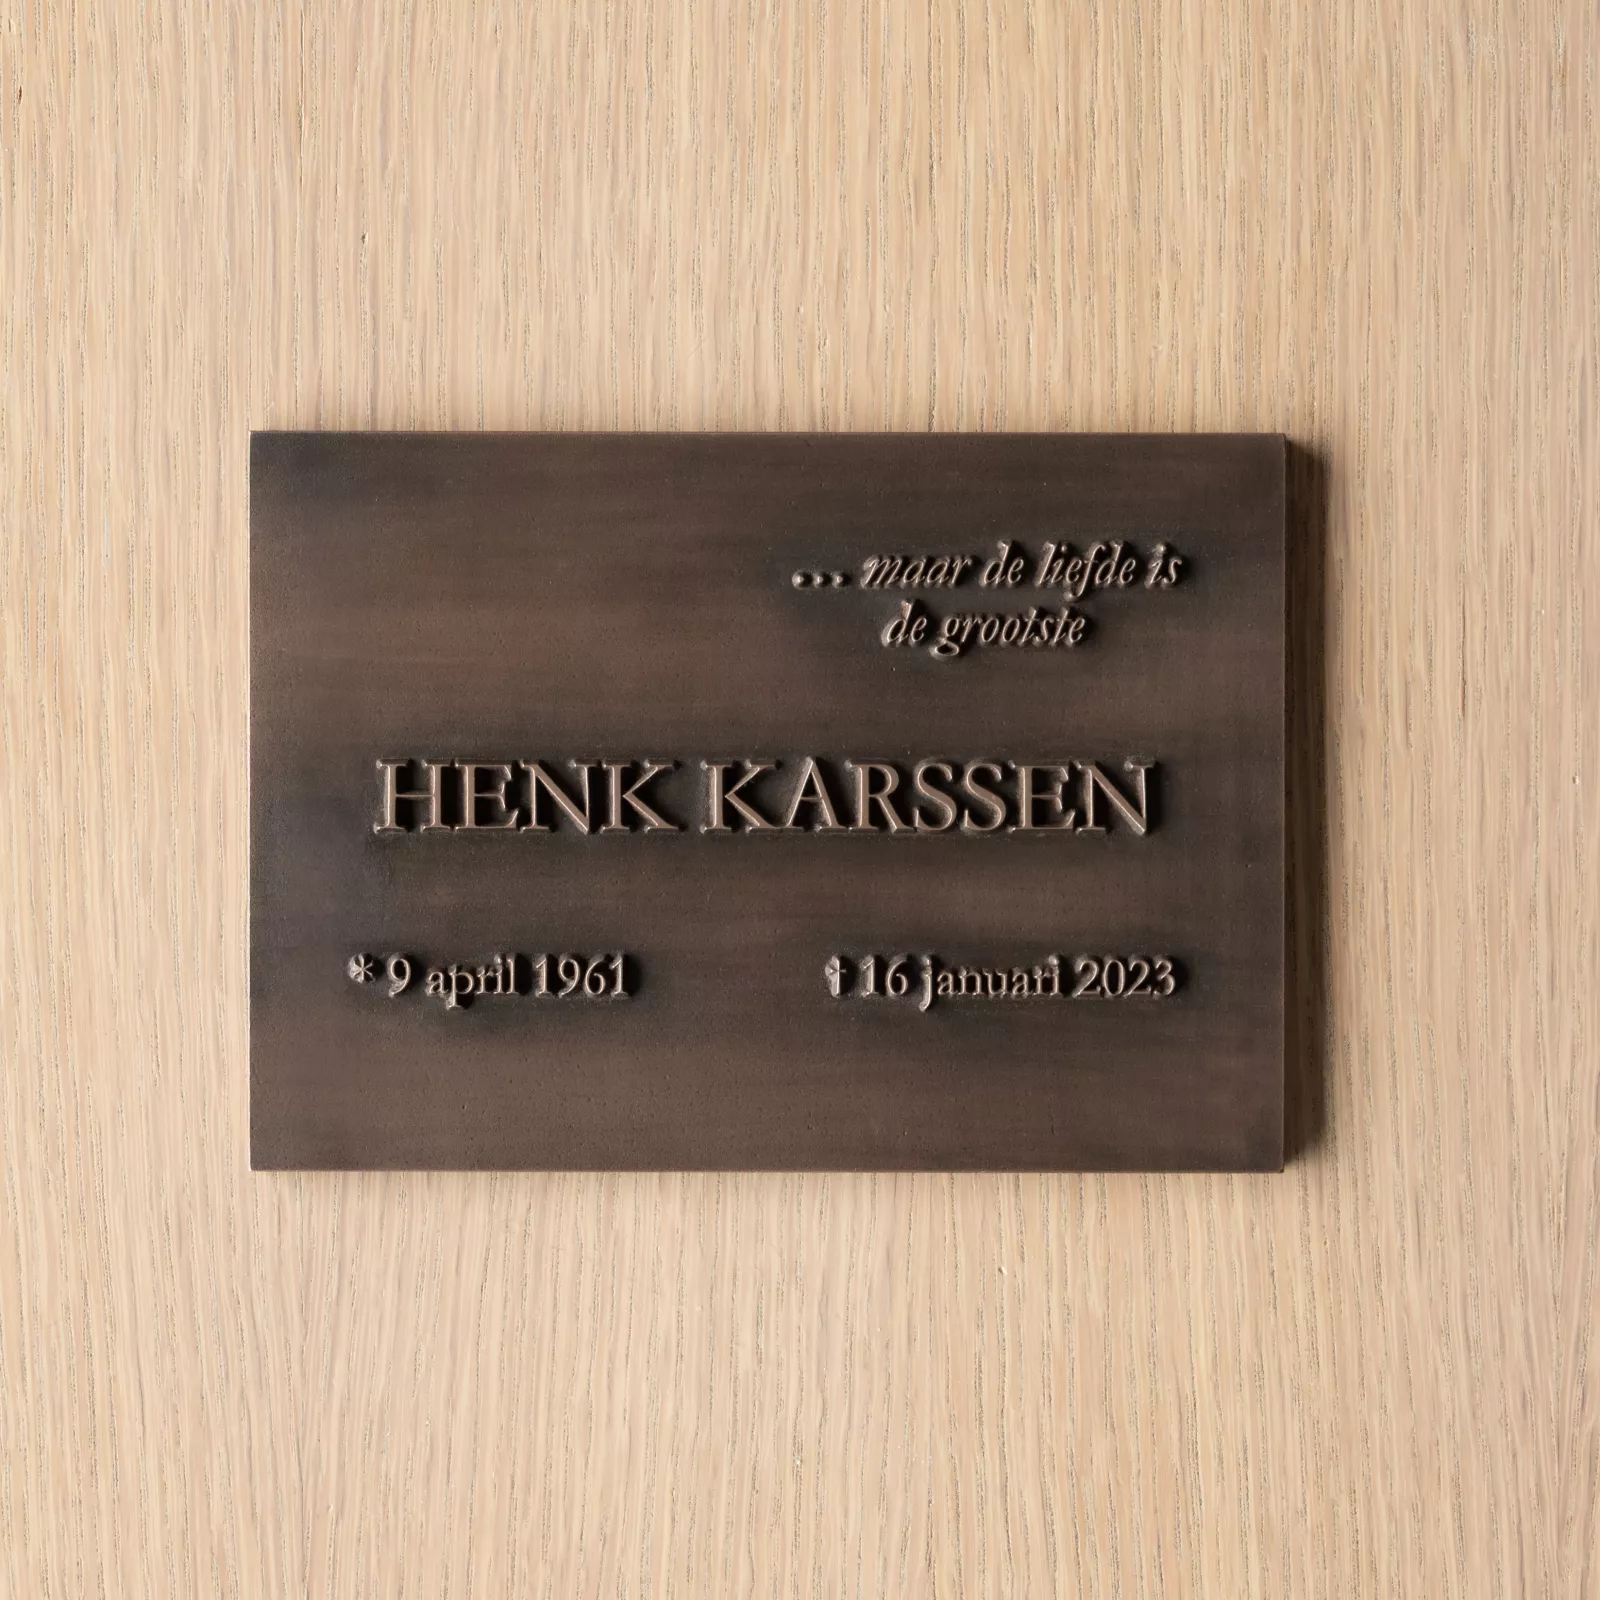 ... maar de liefde is
de grootste
HENK KARSSEN
* 9 april 1961
† 16 januari 2023